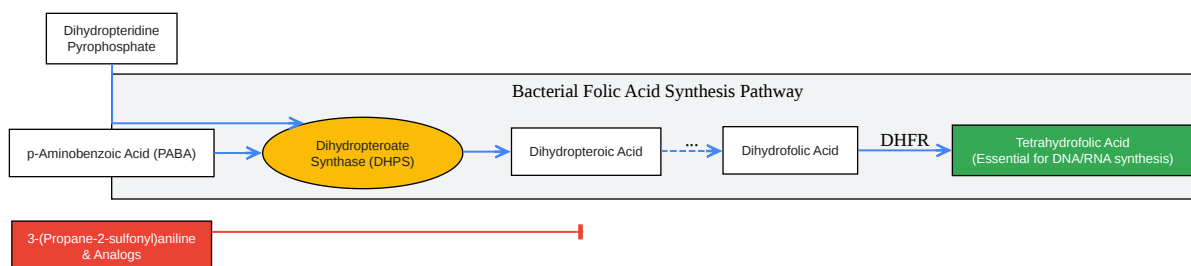 Dihydropteridine
Pyrophosphate
Bacterial Folic Acid Synthesis Pathway
p-Aminobenzoic Acid (PABA)
Dihydropteroate
Synthase (DHPS)
Dihydropteroic Acid
...
Dihydrofolic Acid
DHFR
Tetrahydrofolic Acid
(Essential for DNA/RNA synthesis)
3-(Propane-2-sulfonyl)aniline
& Analogs